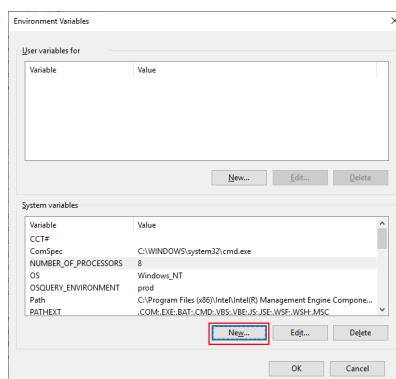 Environment Variables
User variables for
Variable Value
New... Edit... Delete
System variables
Variable Value
CCT#
ComSpec C:\WINDOWS\system32\cmd.exe
NUMBER_OF_PROCESSORS 8
OS Windows_NT
OSQUERY_ENVIRONMENT prod
Path C:\Program Files (x86)\Intel\Intel(R) Management Engine Compone...
PATHEXT .COM;.EXE;.BAT;.CMD;.VBS;.VBE;.JS;.JSE;.WSF;.WSH;.MSC
New... Edit... Delete
OK Cancel